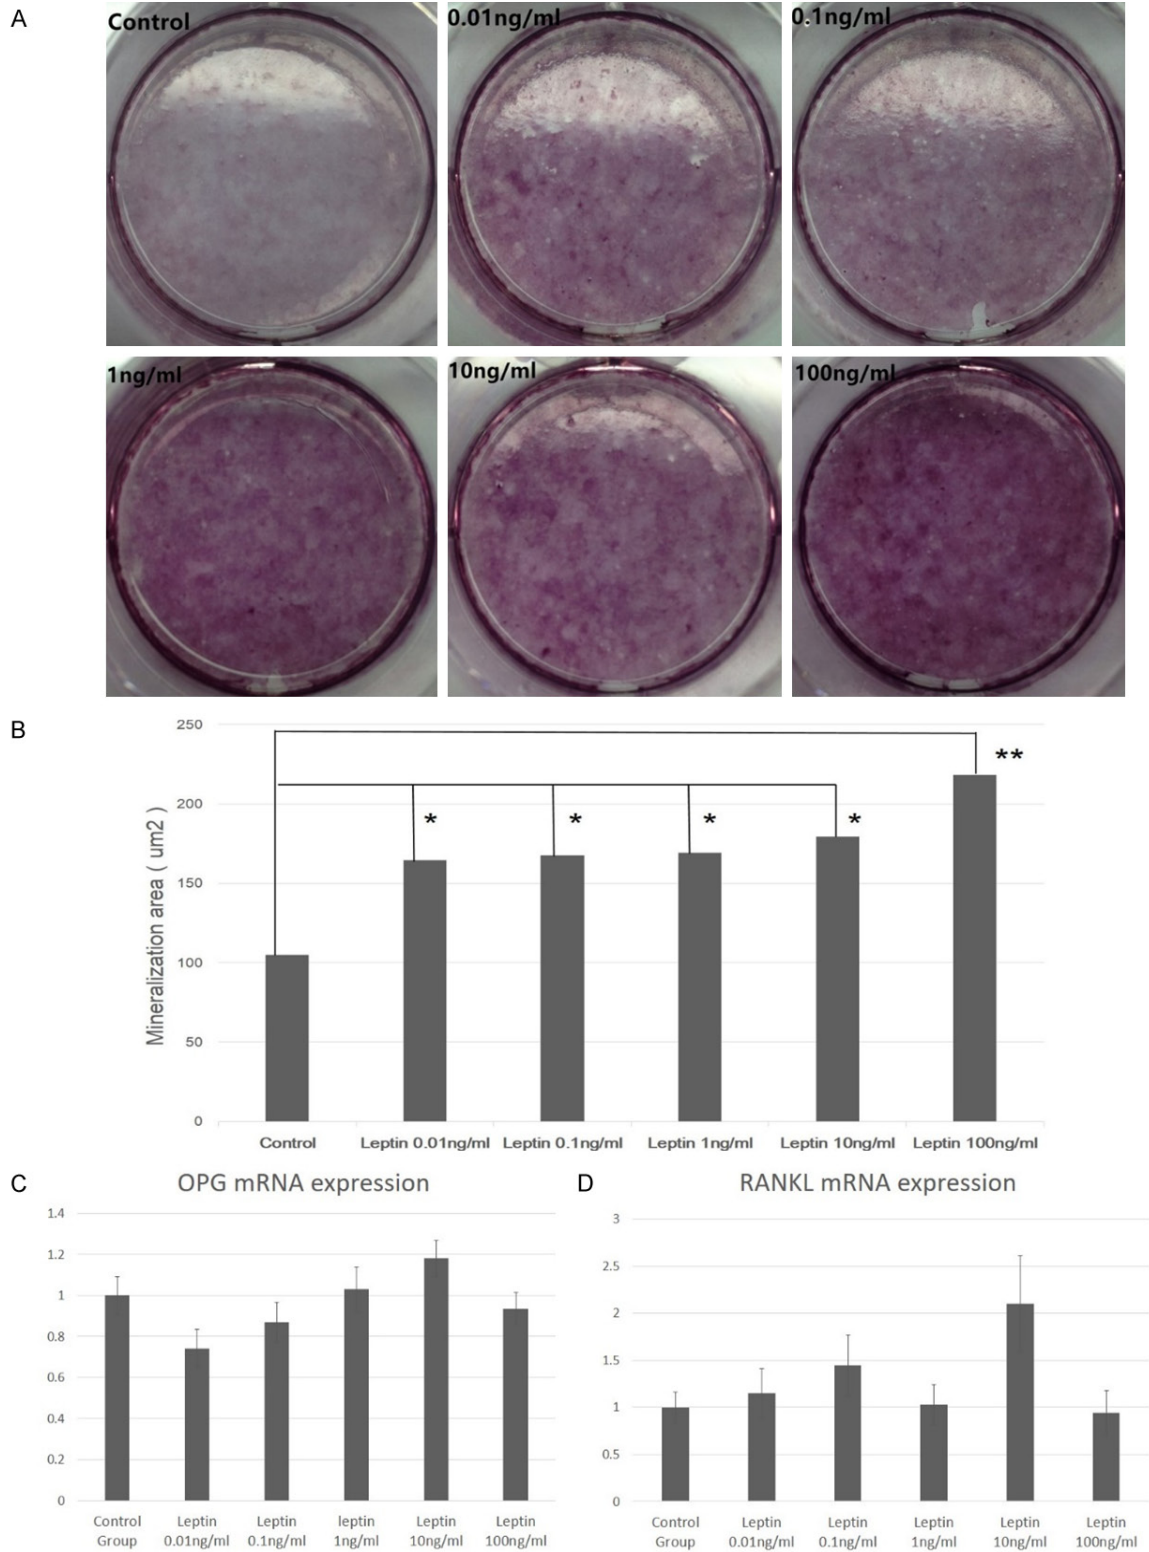 A
Control
0.01ng/ml
0.1ng/ml
1ng/ml
10ng/ml
100ng/ml
B
Mineralization area ( um2 )
250
200
150
100
50
0
**
*
*
*
*
Control
Leptin 0.01ng/ml
Leptin 0.1ng/ml
Leptin 1ng/ml
Leptin 10ng/ml
Leptin 100ng/ml
C
OPG mRNA expression
1.4
1.2
1
0.8
0.6
0.4
0.2
0
Control
Group
Leptin
0.01ng/ml
Leptin
0.1ng/ml
leptin
1ng/ml
Leptin
10ng/ml
Leptin
100ng/ml
D
RANKL mRNA expression
3
2.5
2
1.5
1
0.5
0
Control
Group
Leptin
0.01ng/ml
Leptin
0.1ng/ml
Leptin
1ng/ml
Leptin
10ng/ml
Leptin
100ng/ml